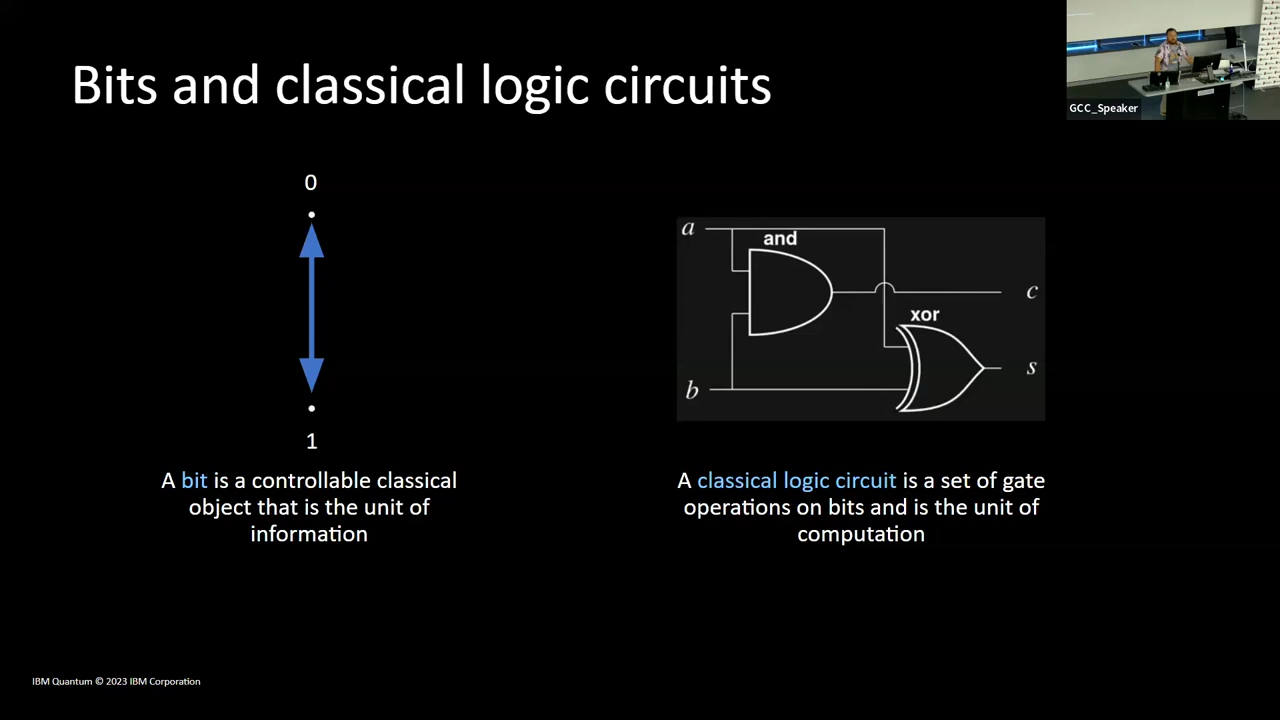 Bits and classical logic circuits
GCC_Speaker
0
1
A bit is a controllable classical
object that is the unit of
information
a
and
c
xor
s
b
A classical logic circuit is a set of gate
operations on bits and is the unit of
computation
IBM Quantum © 2023 IBM Corporation